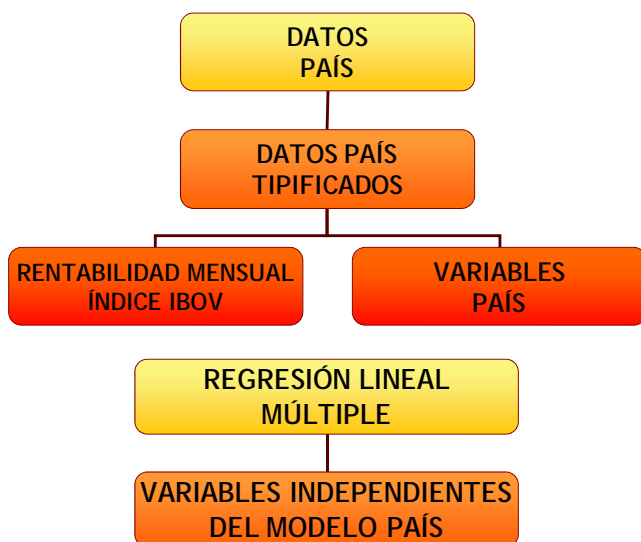 DATOS
PAÍS
DATOS PAÍS
TIPIFICADOS
RENTABILIDAD MENSUAL
ÍNDICE IBOV
VARIABLES
PAÍS
REGRESIÓN LINEAL
MÚLTIPLE
VARIABLES INDEPENDIENTES
DEL MODELO PAÍS